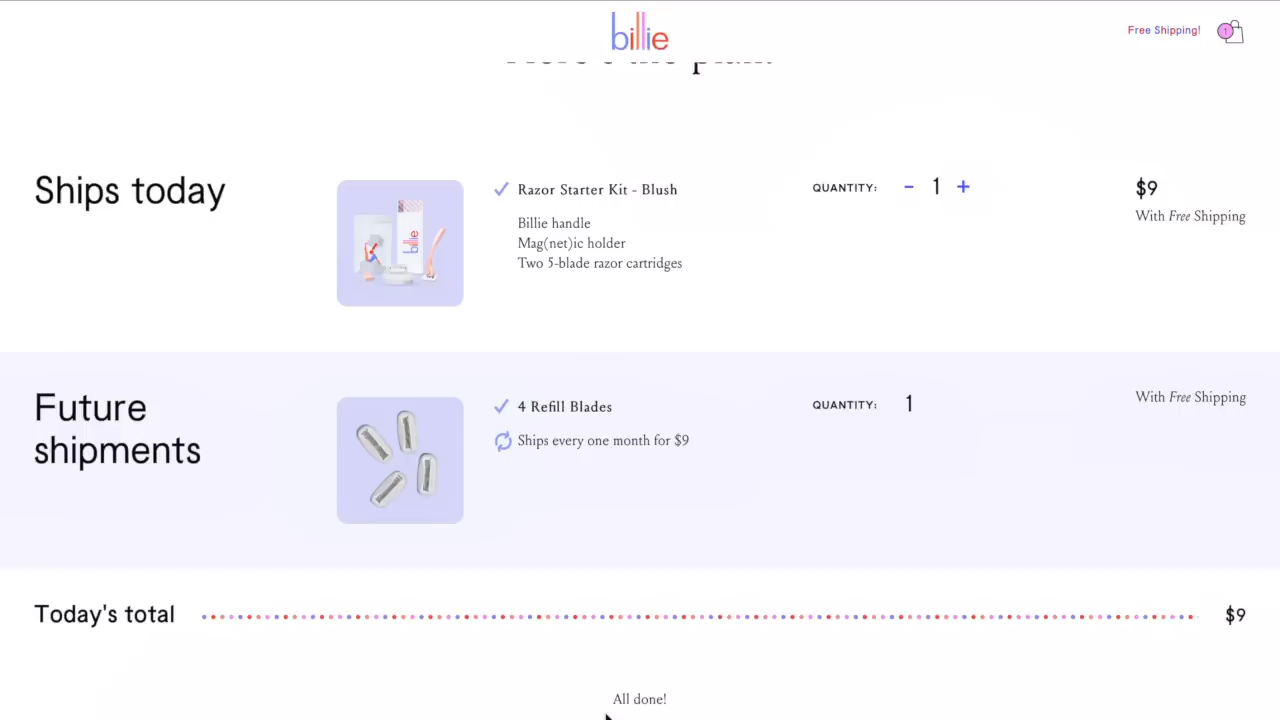 billie
Free Shipping!
1
Ships today
billie
Razor Starter Kit - Blush
Billie handle
Mag(net)ic holder
Two 5-blade razor cartridges
QUANTITY: - 1 +
$9
With Free Shipping
Future
shipments
4 Refill Blades
Ships every one month for $9
QUANTITY: 1
With Free Shipping
Today's total
$9
All done!